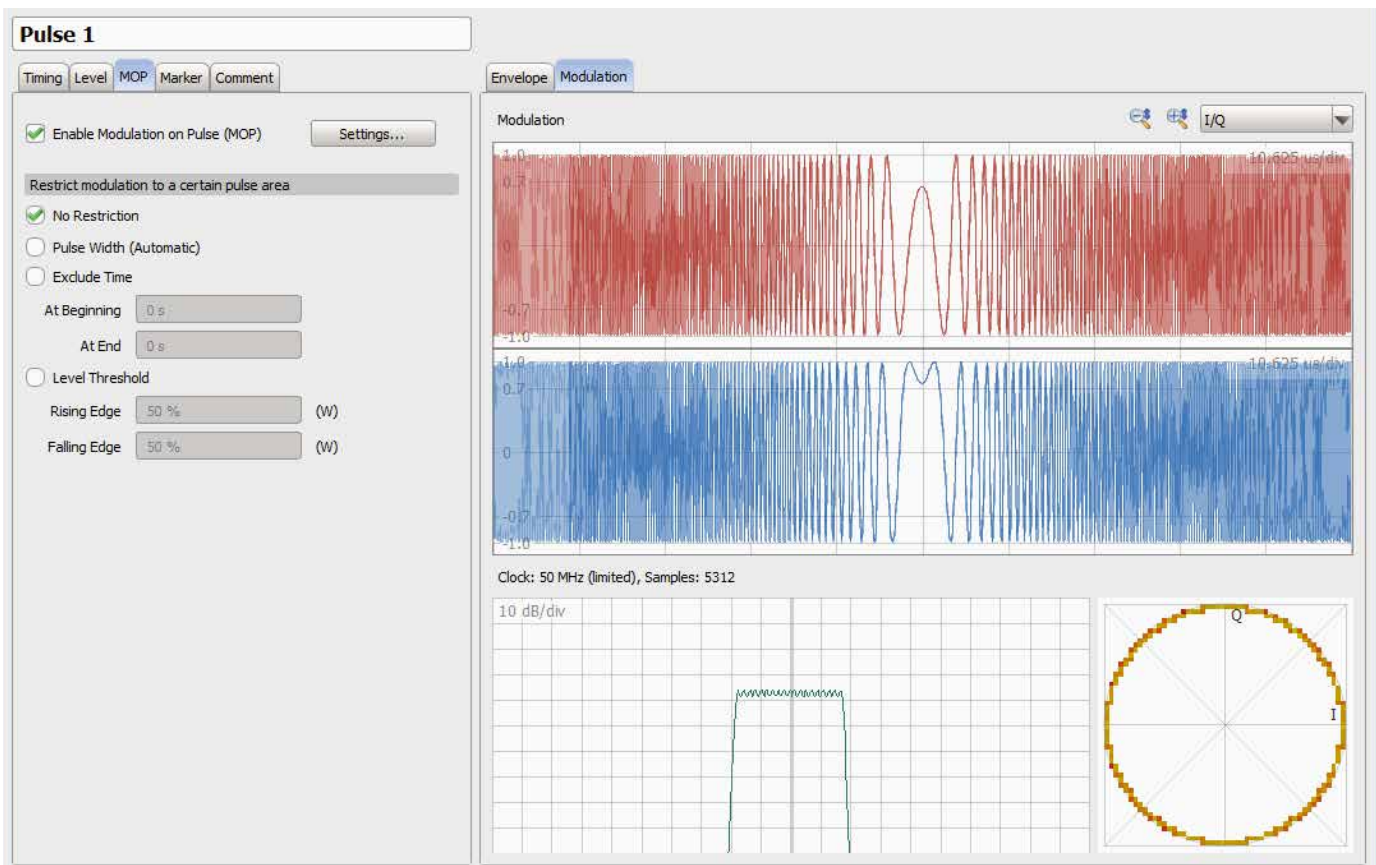 Pulse 1
Timing Level MOP Marker Comment
Enable Modulation on Pulse (MOP) Settings...
Restrict modulation to a certain pulse area
No Restriction
Pulse Width (Automatic)
Exclude Time
At Beginning 0 s
At End 0 s
Level Threshold
Rising Edge 50 % (W)
Falling Edge 50 % (W)
Envelope Modulation
Modulation I/Q
1.0 10.625 us/div
0.7
0
-0.7
-1.0
1.0 10.625 us/div
0.7
0
-0.7
-1.0
Clock: 50 MHz (limited), Samples: 5312
10 dB/div
Q
I